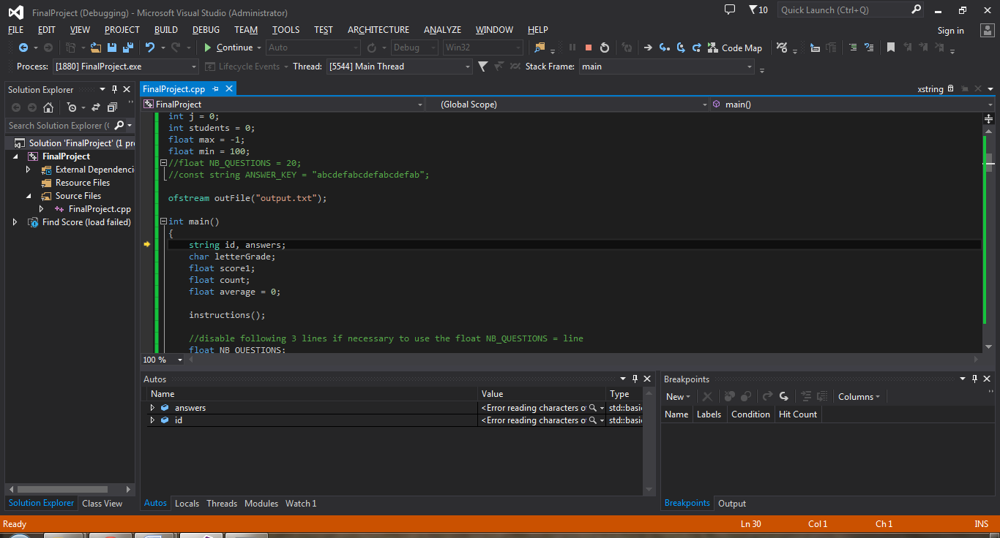 FinalProject (Debugging) - Microsoft Visual Studio (Administrator)
10
Quick Launch (Ctrl+Q)
FILE EDIT VIEW PROJECT BUILD DEBUG TEAM TOOLS TEST ARCHITECTURE ANALYZE WINDOW HELP
Sign in
Continue Auto Debug Win32 Code Map
Process: [1880] FinalProject.exe Lifecycle Events Thread: [5544] Main Thread Stack Frame: main
Solution Explorer
Search Solution Explorer (
Solution 'FinalProject' (1 pr
FinalProject
External Dependenci
Resource Files
Source Files
FinalProject.cpp
Find Score (load failed)
Solution Explorer Class View
FinalProject.cpp
xstring
FinalProject (Global Scope) main()
int j = 0;
int students = 0;
float max = -1;
float min = 100;
//float NB_QUESTIONS = 20;
//const string ANSWER_KEY = "abcdefabcdefabcdefab";
ofstream outFile("output.txt");
int main()
{
string id, answers;
char letterGrade;
float score1;
float count;
float average = 0;
instructions();
//disable following 3 lines if necessary to use the float NB_QUESTIONS = line
float NB_QUESTIONS;
100 %
Autos
Name Value Type
answers <Error reading characters o std::basi
id <Error reading characters o std::basi
Autos Locals Threads Modules Watch 1
Breakpoints
New Columns
Name Labels Condition Hit Count
Breakpoints Output
Ready Ln 30 Col 1 Ch 1 INS